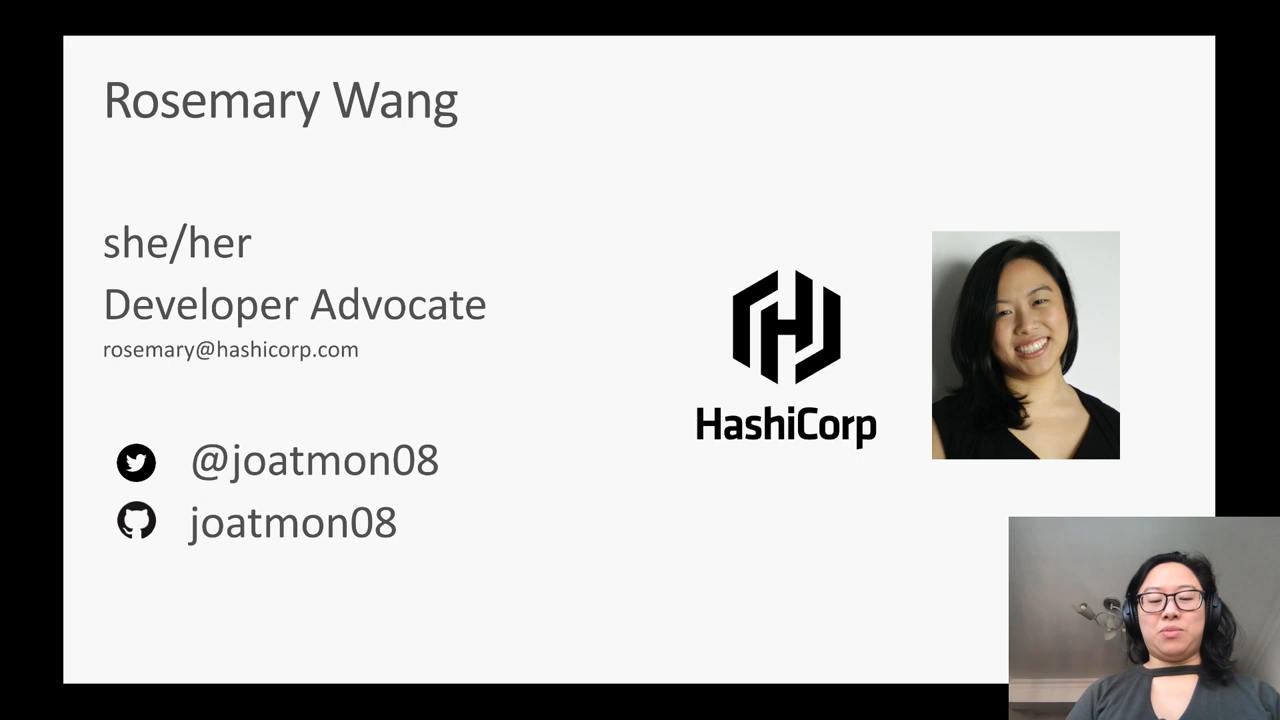 Rosemary Wang
she/her
Developer Advocate
rosemary@hashicorp.com
@joatmon08
joatmon08
HashiCorp